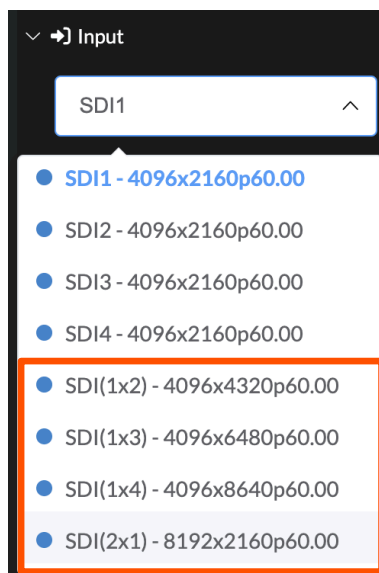 Input
SDI1
SDI1 - 4096x2160p60.00
SDI2 - 4096x2160p60.00
SDI3 - 4096x2160p60.00
SDI4 - 4096x2160p60.00
SDI(1x2) - 4096x4320p60.00
SDI(1x3) - 4096x6480p60.00
SDI(1x4) - 4096x8640p60.00
SDI(2x1) - 8192x2160p60.00